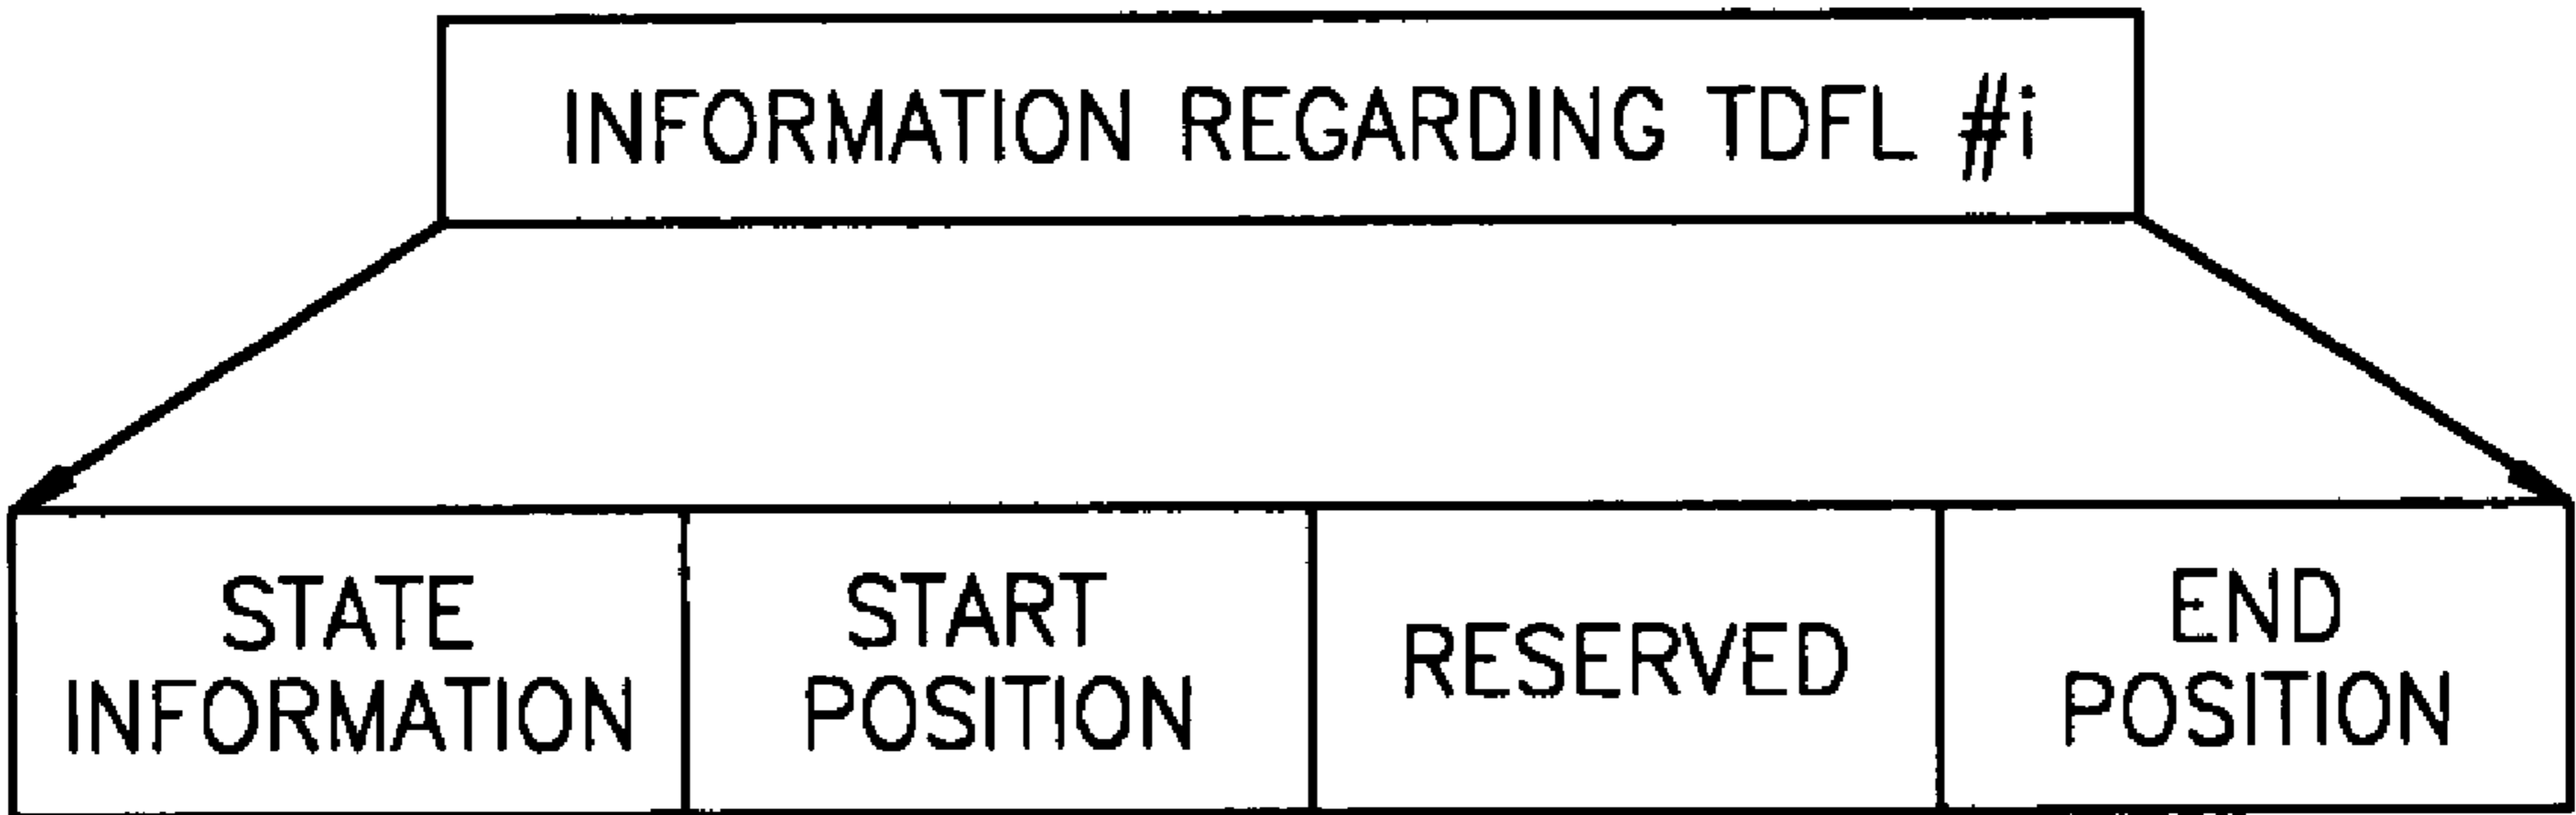 INFORMATION REGARDING TDFL #i
STATE
INFORMATION
START
POSITION
RESERVED
END
POSITION